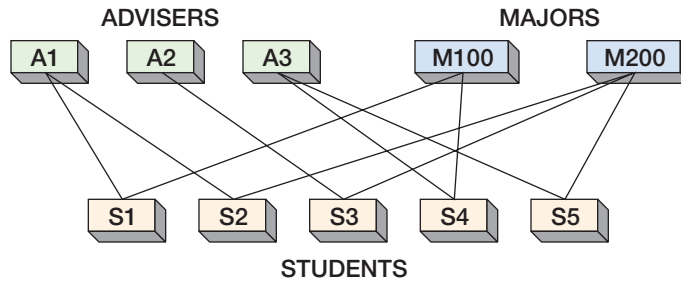 ADVISERS MAJORS
A1 A2 A3 M100 M200
S1 S2 S3 S4 S5
STUDENTS